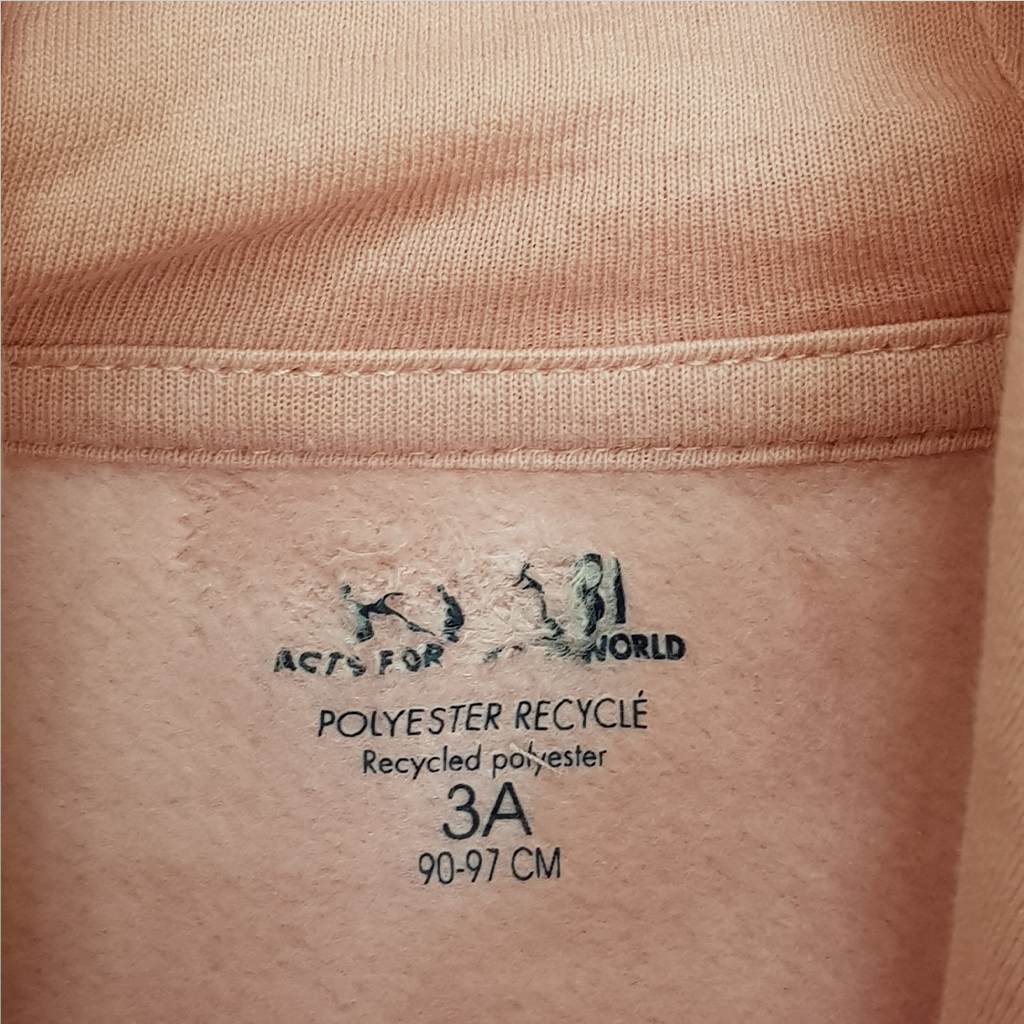 ACTS FOR WORLD
POLYESTER RECYCLÉ
Recycled polyester
3A
90-97 CM